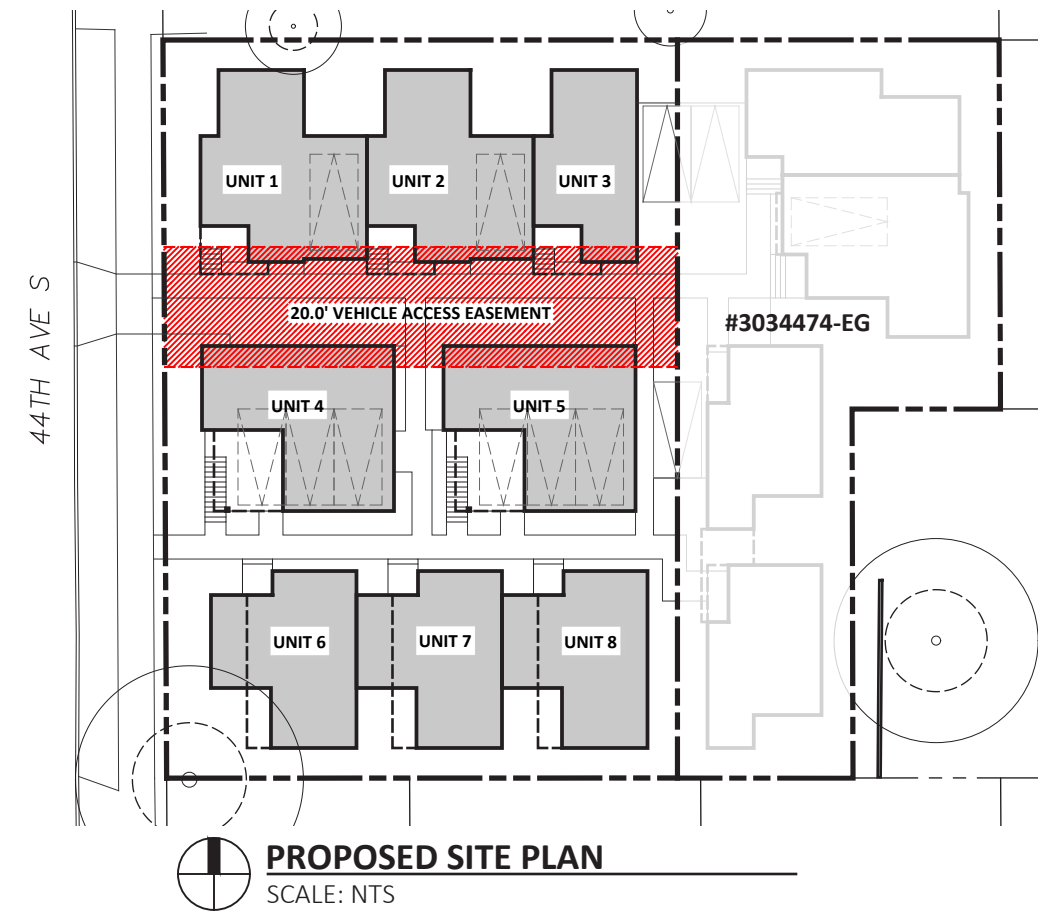 UNIT 1
UNIT 2
UNIT 3
20.0' VEHICLE ACCESS EASEMENT
#3034474-EG
44TH AVE S
UNIT 4
UNIT 5
UNIT 6
UNIT 7
UNIT 8
PROPOSED SITE PLAN
SCALE: NTS